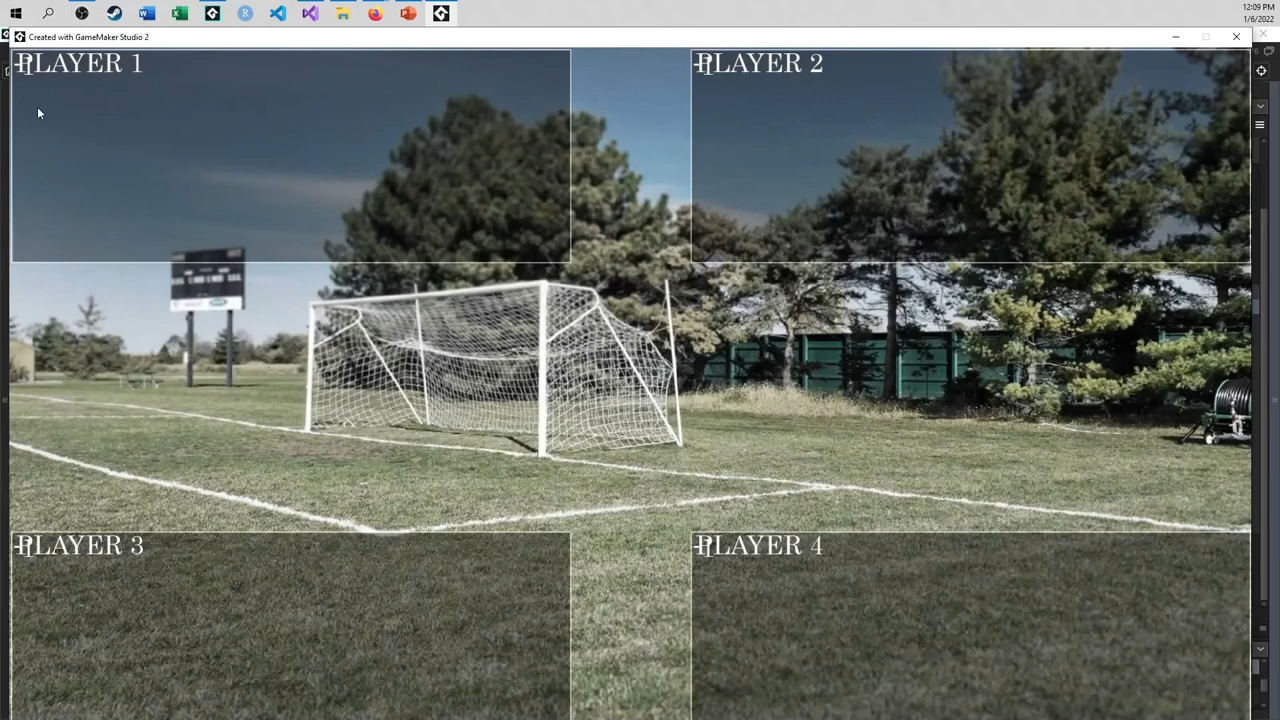 12:09 PM
1/6/2022
Created with GameMaker Studio 2
PLAYER 1
PLAYER 2
PLAYER 3
PLAYER 4